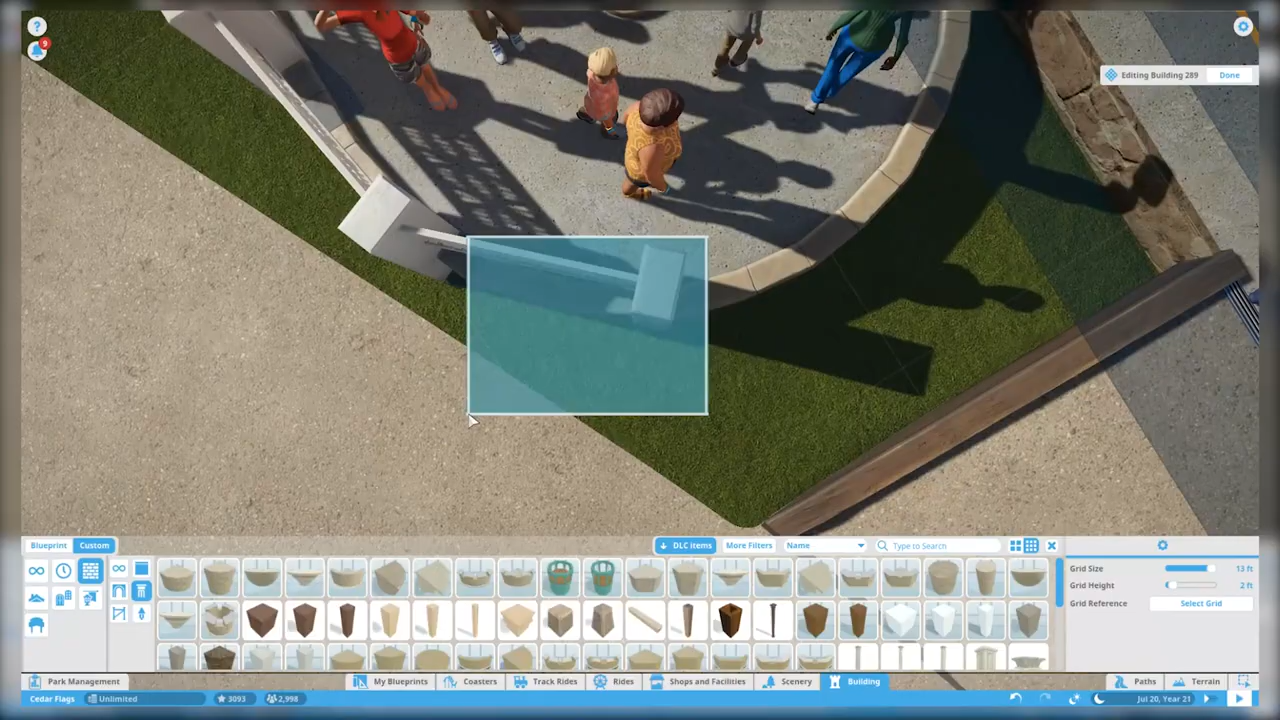 ?
9
Editing Building 289 Done
Blueprint Custom DLC Items More Filters Name Type to Search
Grid Size 13 ft
Grid Height 2 ft
Grid Reference Select Grid
Park Management My Blueprints Coasters Track Rides Rides Shops and Facilities Scenery Building Paths Terrain
Cedar Flags Unlimited 3093 2,998 Jul 20, Year 21